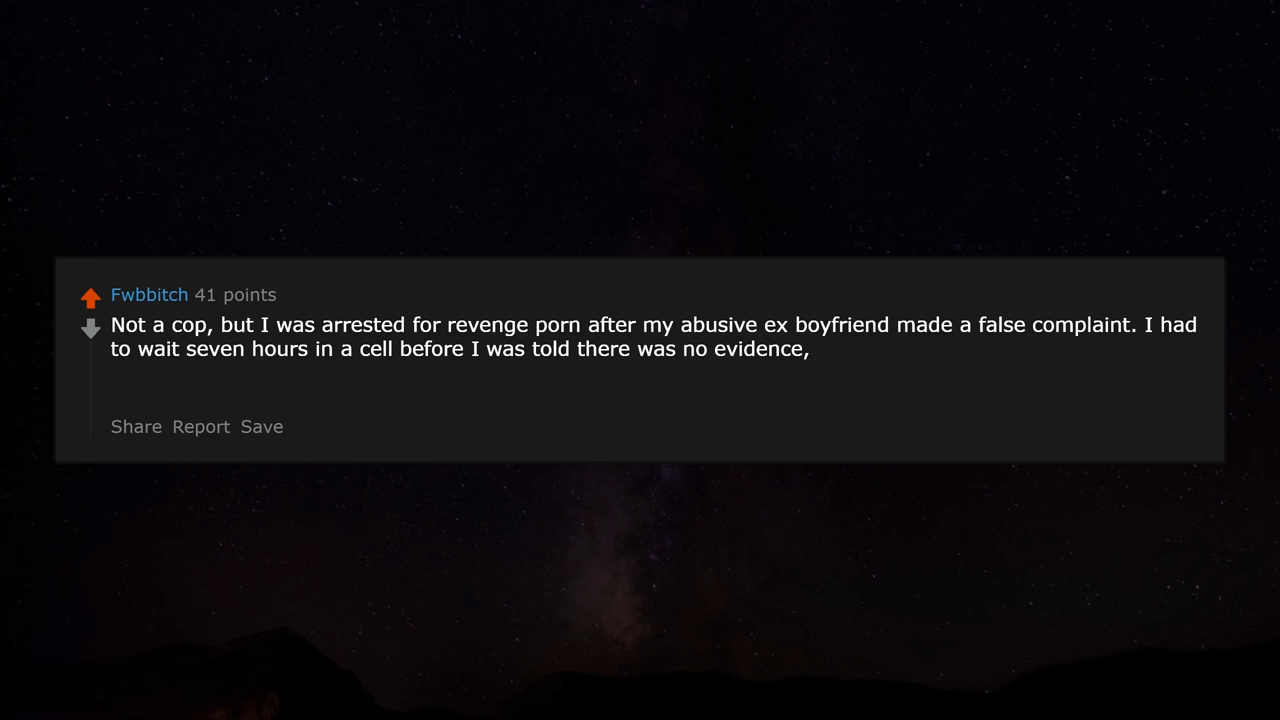 Fwbbitch 41 points
Not a cop, but I was arrested for revenge porn after my abusive ex boyfriend made a false complaint. I had
to wait seven hours in a cell before I was told there was no evidence,
Share Report Save